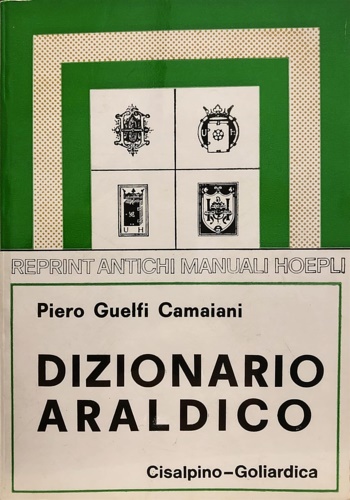 U H
REPRINT ANTICHI MANUALI HOEPLI
Piero Guelfi Camaiani
DIZIONARIO
ARALDICO
Cisalpino-Goliardica